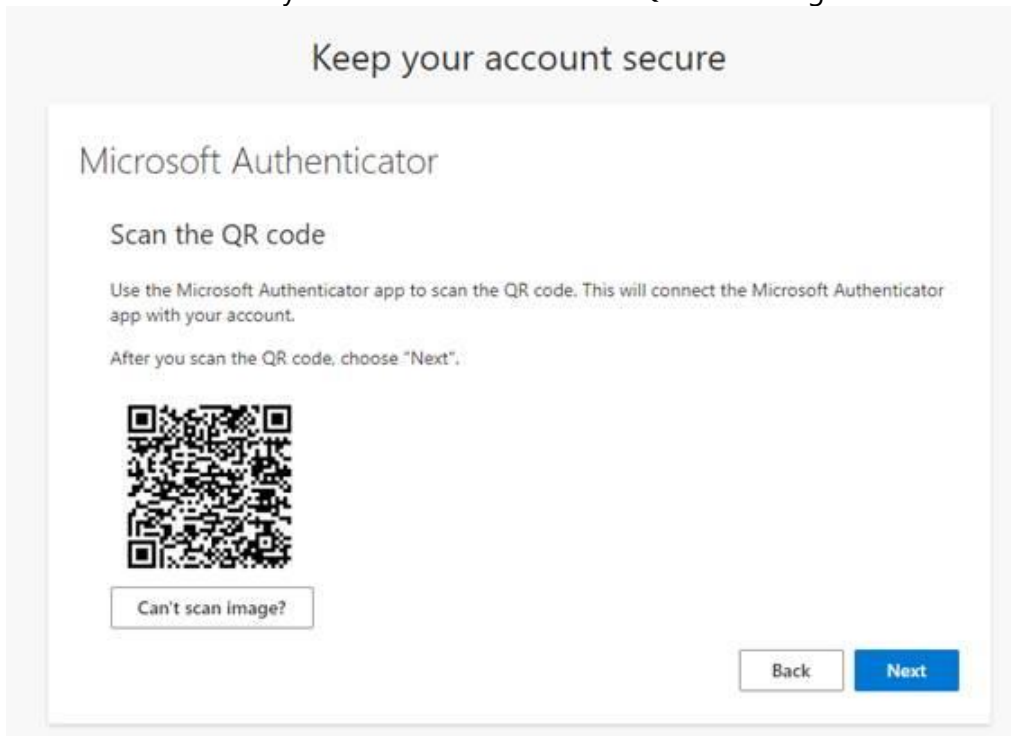 Keep your account secure
Microsoft Authenticator
Scan the QR code
Use the Microsoft Authenticator app to scan the QR code. This will connect the Microsoft Authenticator
app with your account.
After you scan the QR code, choose "Next".
Can't scan image?
Back
Next